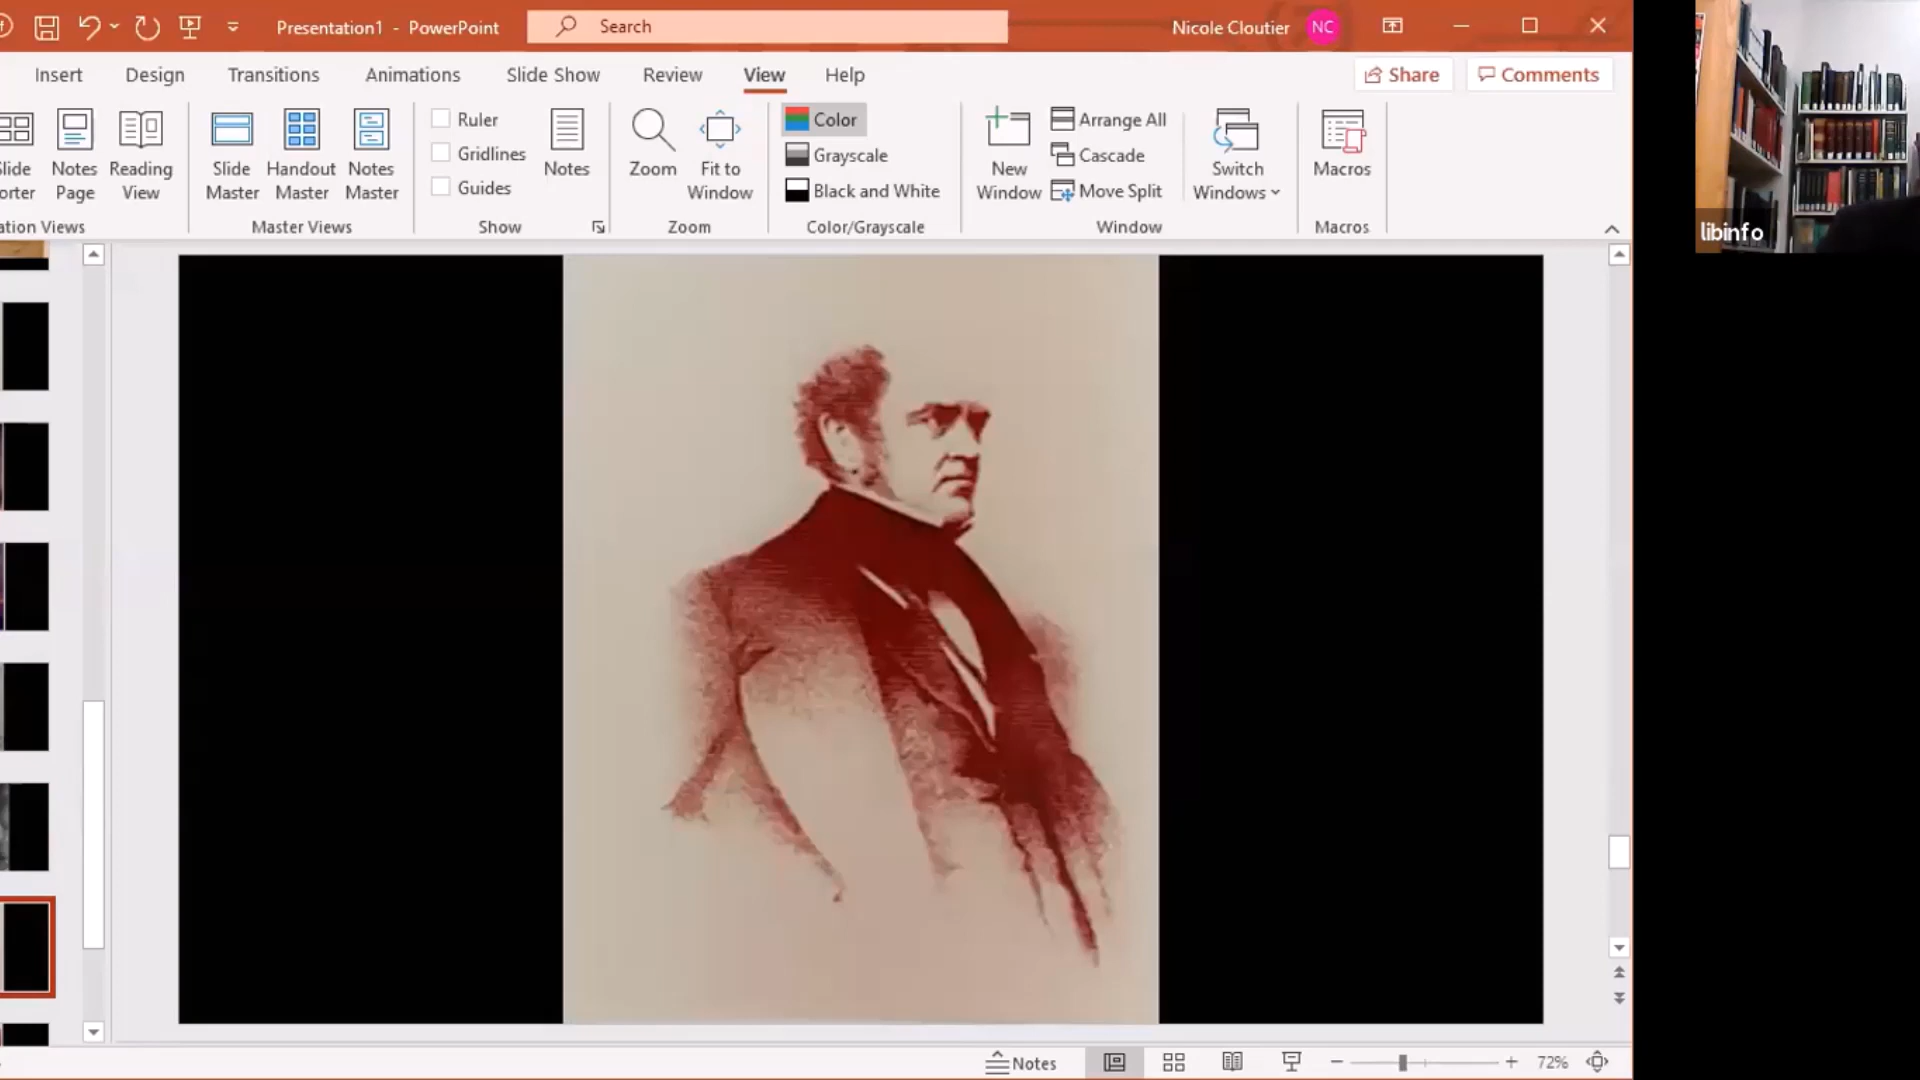 Presentation1 - PowerPoint
Search
Nicole Cloutier
NC
Insert Design Transitions Animations Slide Show Review View Help
Share
Comments
Notes Page
Reading View
Slide Master
Handout Master
Notes Master
Master Views
Ruler
Gridlines
Guides
Notes
Show
Zoom
Fit to Window
Zoom
Color
Grayscale
Black and White
Color/Grayscale
New Window
Arrange All
Cascade
Move Split
Switch Windows
Window
Macros
Macros
libinfo
Notes
72%